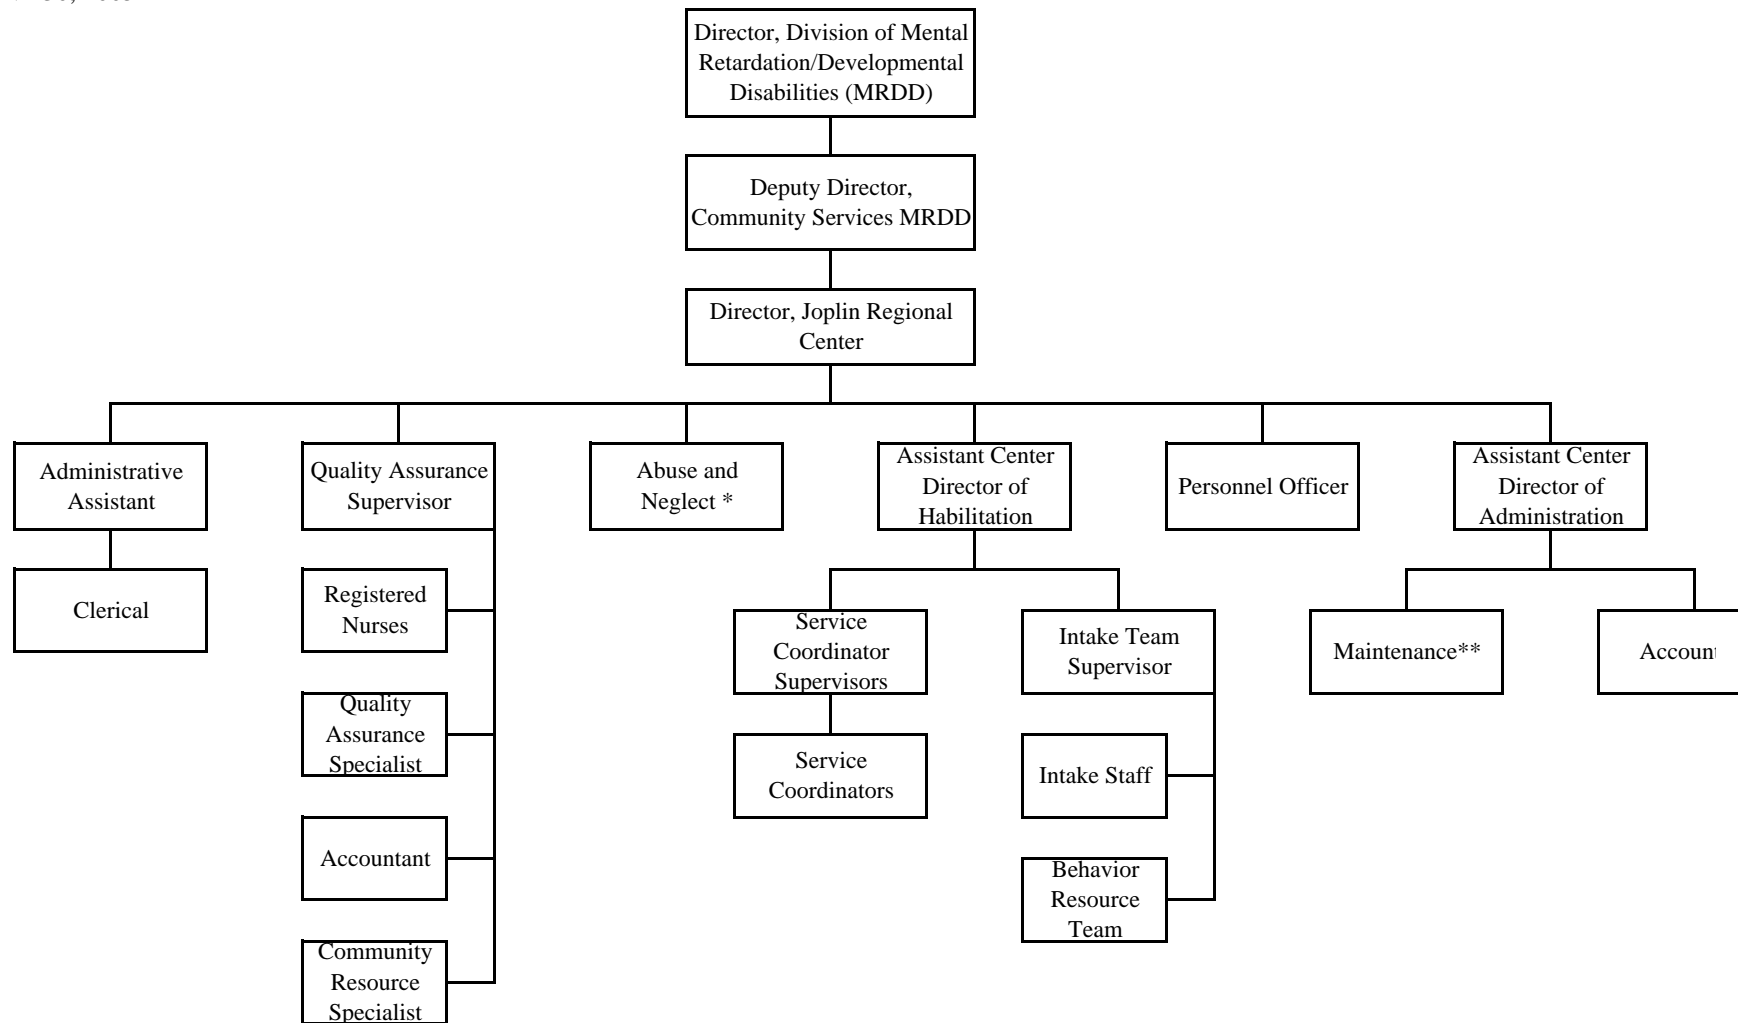 Director, Division of Mental
Retardation/Developmental
Disabilities (MRDD)
Deputy Director,
Community Services MRDD
Director, Joplin Regional
Center
Administrative
Assistant
Quality Assurance
Supervisor
Abuse and
Neglect *
Assistant Center
Director of
Habilitation
Personnel Officer
Assistant Center
Director of
Administration
Clerical
Registered
Nurses
Service
Coordinator
Supervisors
Intake Team
Supervisor
Maintenance**
Quality
Assurance
Specialist
Service
Coordinators
Intake Staff
Accountant
Behavior
Resource
Team
Community
Resource
Specialist